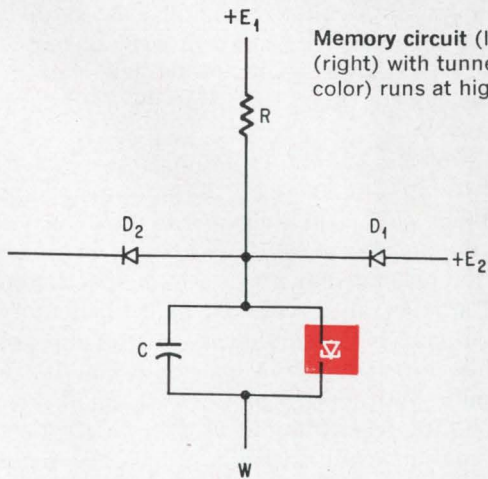 +E₁
Memory circuit (l
(right) with tunne
color) runs at hig
R
D₂
D₁
+E₂
C
W